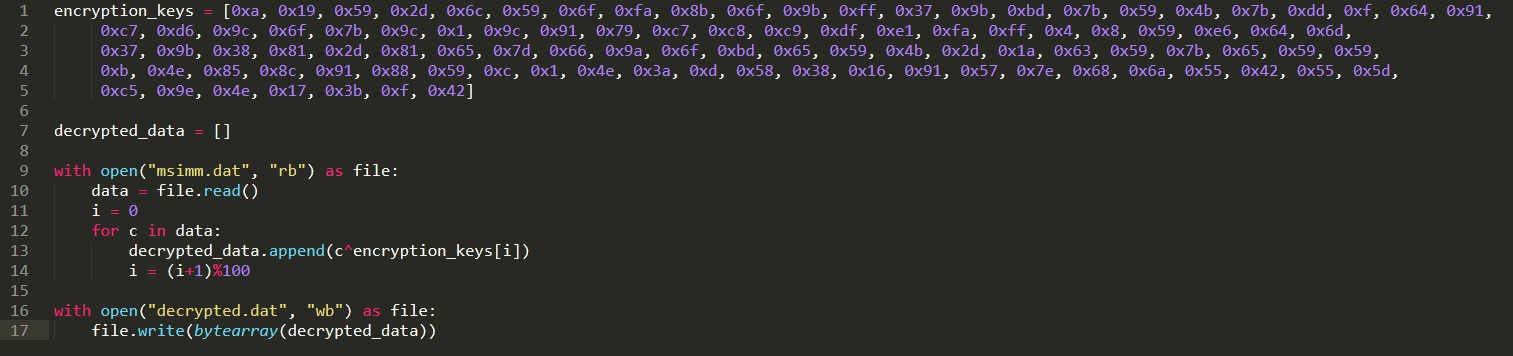 1 encryption_keys = [0xa, 0x19, 0x59, 0x2d, 0x6c, 0x59, 0x6f, 0xfa, 0x8b, 0x6f, 0x9b, 0xff, 0x37, 0x9b, 0xbd, 0x7b, 0x59, 0x4b, 0x7b, 0xdd, 0xf, 0x64, 0x91,
2 0xc7, 0xd6, 0x9c, 0x6f, 0x7b, 0x9c, 0x1, 0x9c, 0x91, 0x79, 0xc7, 0xc8, 0xc9, 0xdf, 0xe1, 0xfa, 0xff, 0x4, 0x8, 0x59, 0xe6, 0x64, 0x6d,
3 0x37, 0x9b, 0x38, 0x81, 0x2d, 0x81, 0x65, 0x7d, 0x66, 0x9a, 0x6f, 0xbd, 0x65, 0x59, 0x4b, 0x2d, 0x1a, 0x63, 0x59, 0x7b, 0x65, 0x59, 0x59,
4 0xb, 0x4e, 0x85, 0x8c, 0x91, 0x88, 0x59, 0xc, 0x1, 0x4e, 0x3a, 0xd, 0x58, 0x38, 0x16, 0x91, 0x57, 0x7e, 0x68, 0x6a, 0x55, 0x42, 0x55, 0x5d,
5 0xc5, 0x9e, 0x4e, 0x17, 0x3b, 0xf, 0x42]
6
7 decrypted_data = []
8
9 with open("msimm.dat", "rb") as file:
10 data = file.read()
11 i = 0
12 for c in data:
13 decrypted_data.append(c^encryption_keys[i])
14 i = (i+1)%100
15
16 with open("decrypted.dat", "wb") as file:
17 file.write(bytearray(decrypted_data))